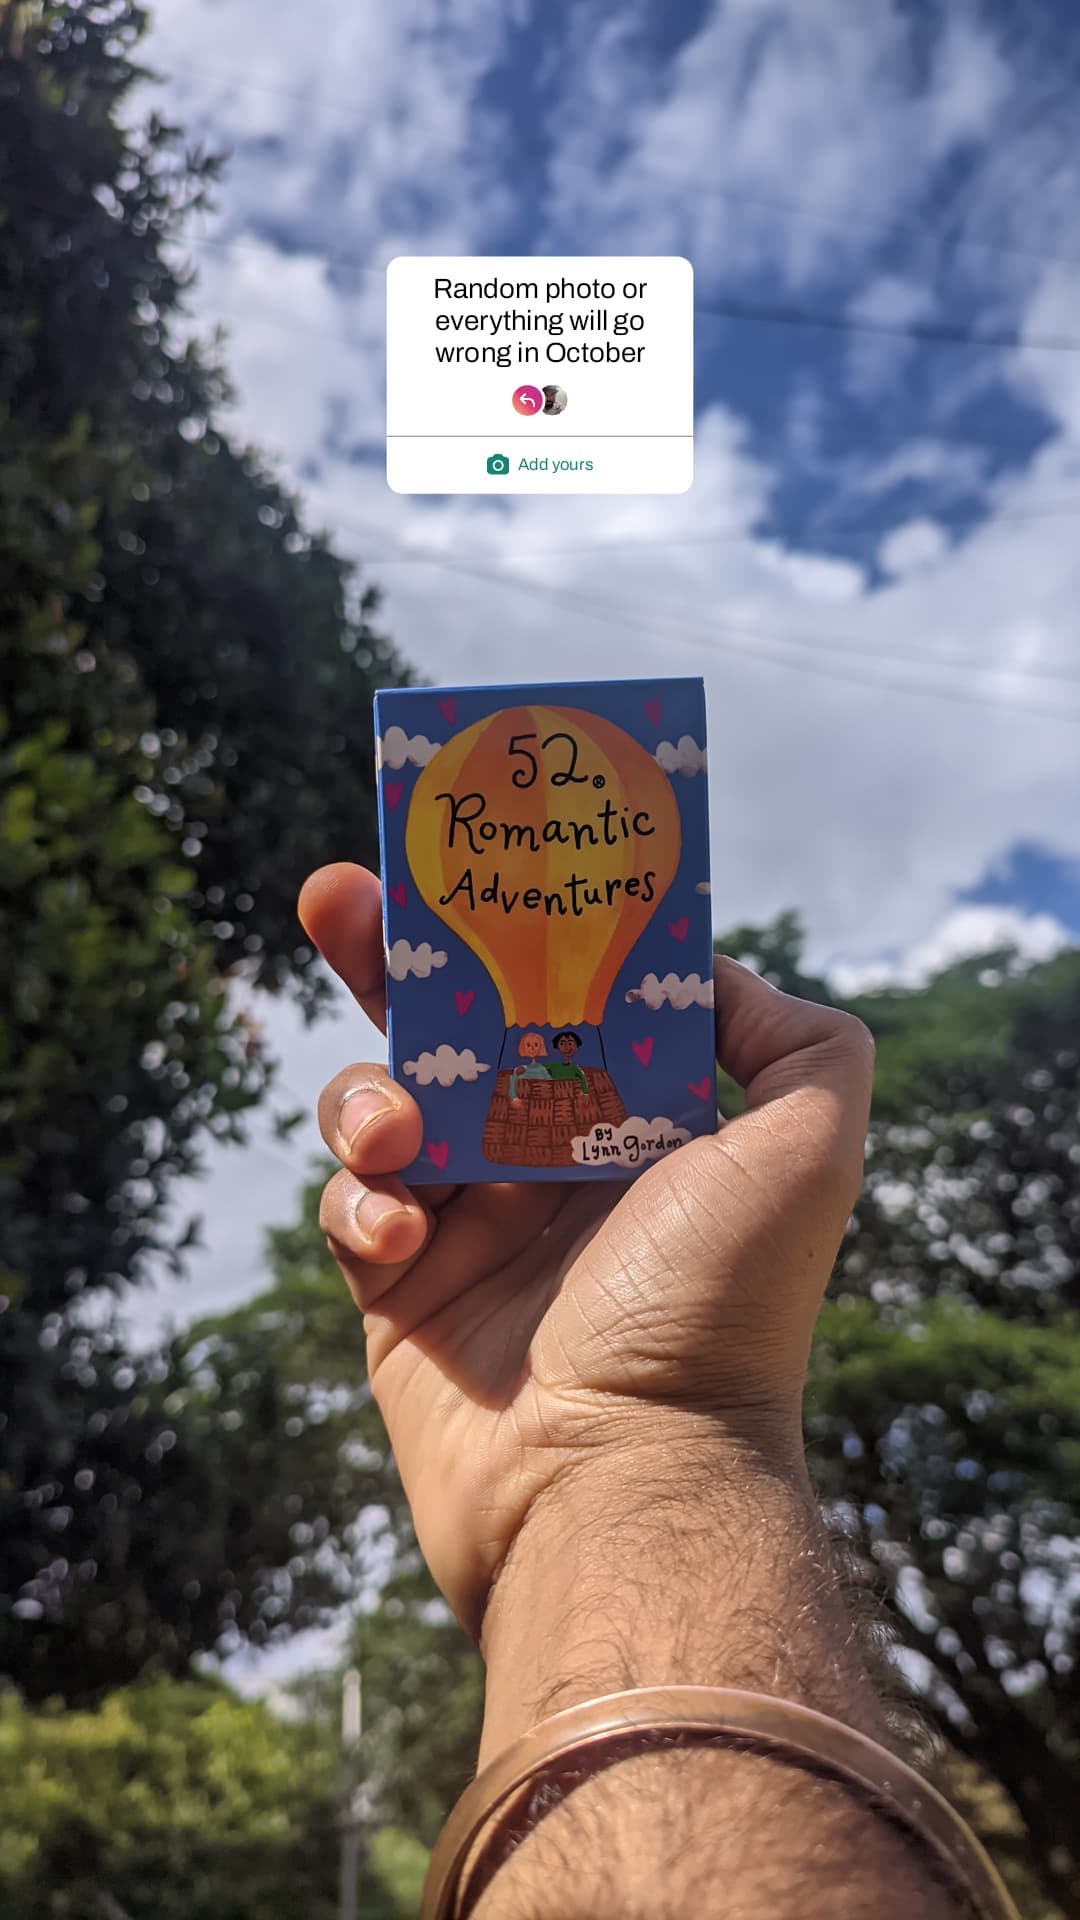 Random photo or
everything will go
wrong in October
Add yours
52®
Romantic
Adventures
BY
Lynn Gordon